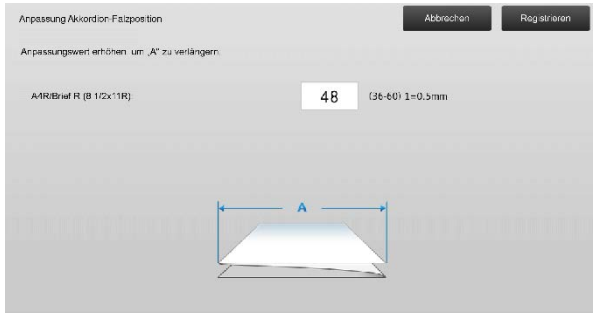 Anpassung Akkordion-Falzposition
Abbrechen
Registrieren
Anpassungswert erhöhen um „A" zu verlängern.
A4R/Brief R (8 1/2x11R):
48
(36-60) 1=0.5mm
A